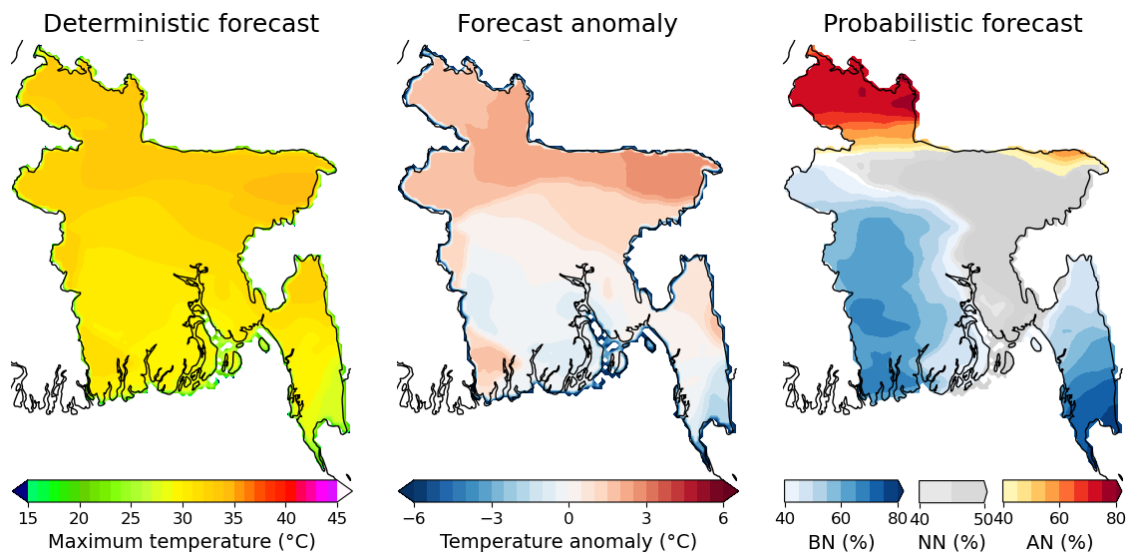 Deterministic forecast
Forecast anomaly
Probabilistic forecast
15 20 25 30 35 40 45
Maximum temperature (°C)
−6 −3 0 3 6
Temperature anomaly (°C)
40 60 80
BN (%)
40 50
NN (%)
40 60 80
AN (%)